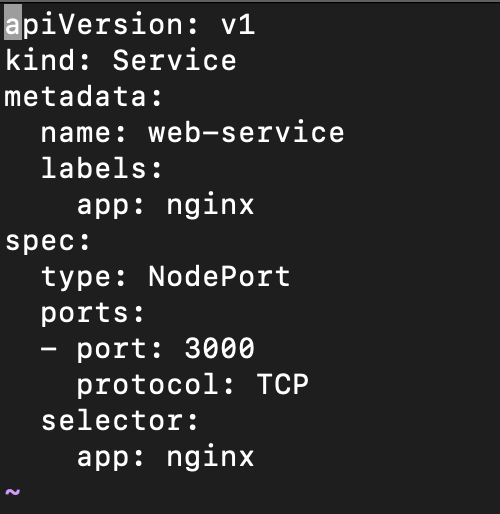 apiVersion: v1
kind: Service
metadata:
  name: web-service
  labels:
    app: nginx
spec:
  type: NodePort
  ports:
  - port: 3000
    protocol: TCP
  selector:
    app: nginx
~